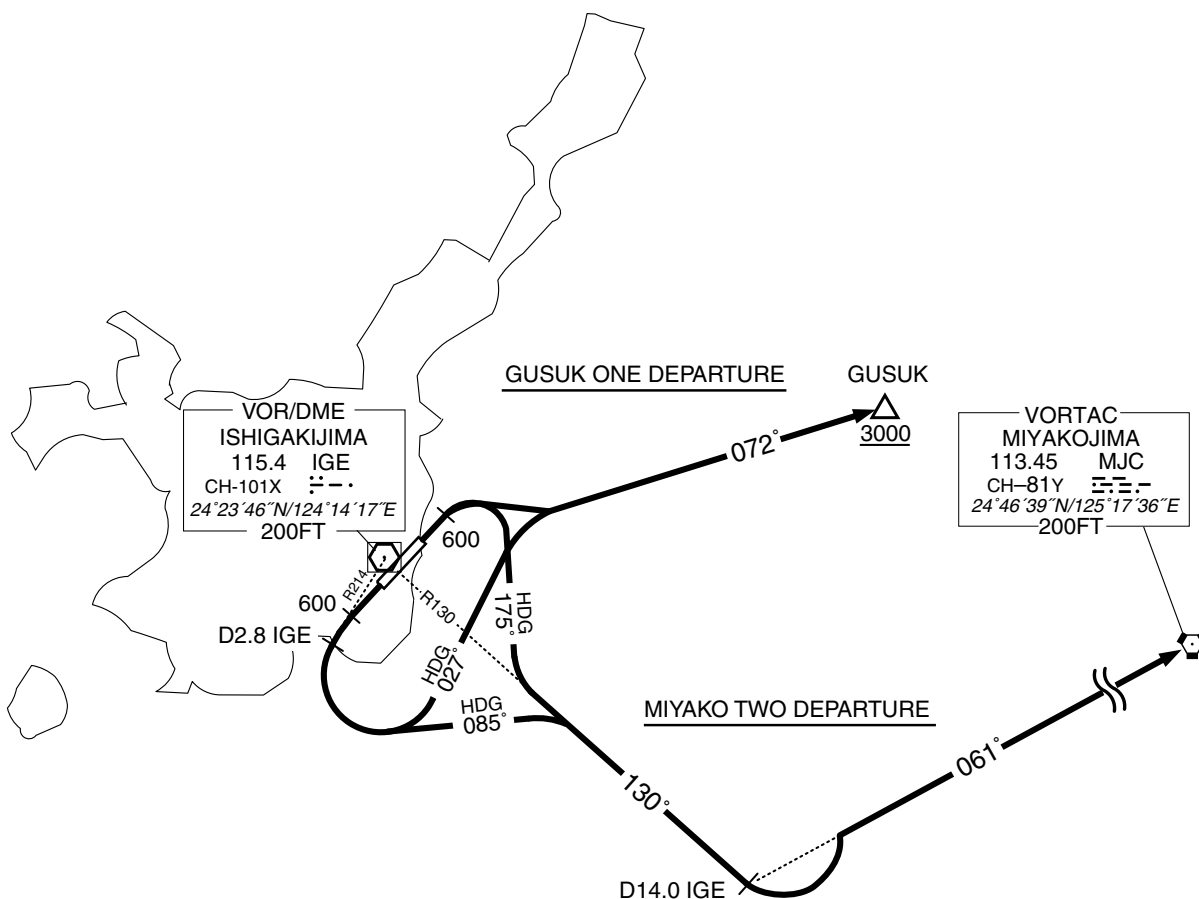 GUSUK ONE DEPARTURE
GUSUK
3000
072°
VOR/DME
ISHIGAKIJIMA
115.4 IGE
CH-101X
24°23′46″N/124°14′17″E
200FT
VORTAC
MIYAKOJIMA
113.45 MJC
CH–81Y
24°46′39″N/125°17′36″E
200FT
600
R214
R130
600
D2.8 IGE
HDG
175°
HDG
027°
HDG
085°
MIYAKO TWO DEPARTURE
130°
061°
D14.0 IGE